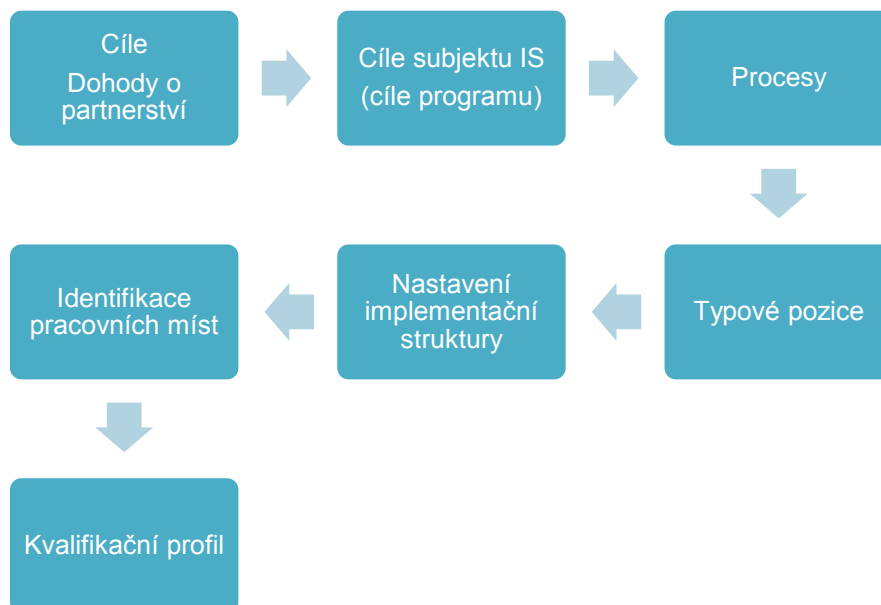 Cíle
Dohody o
partnerství
Cíle subjektu IS
(cíle programu)
Procesy
Typové pozice
Nastavení
implementační
struktury
Identifikace
pracovních míst
Kvalifikační profil